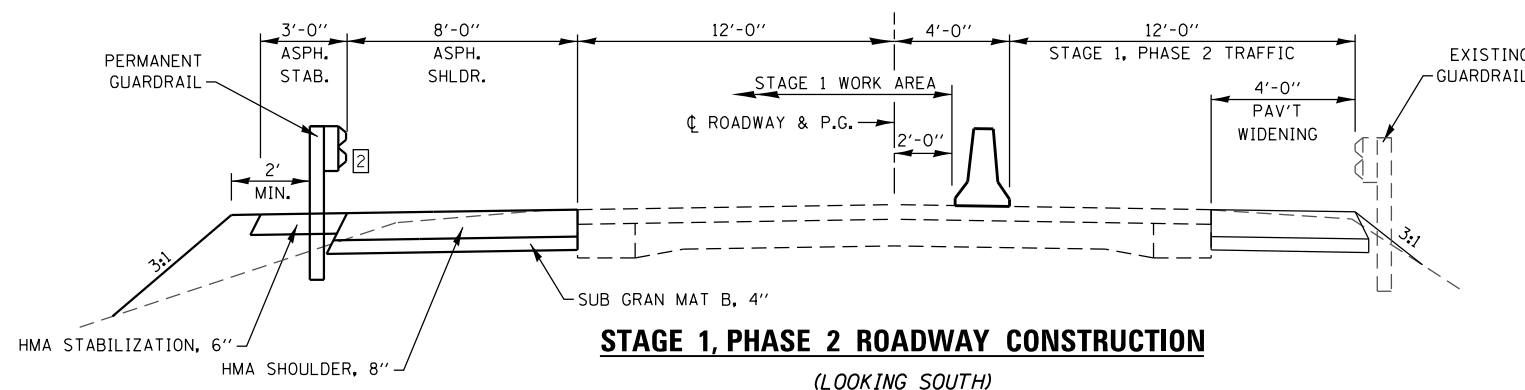 3'-0"
ASPH.
STAB.
8'-0"
ASPH.
SHLDR.
12'-0"
4'-0"
12'-0"
STAGE 1, PHASE 2 TRAFFIC
PERMANENT
GUARDRAIL
STAGE 1 WORK AREA
℄ ROADWAY & P.G.
2'-0"
4'-0"
PAV'T
WIDENING
EXISTING
GUARDRAIL
2
2'
MIN.
3:1
3:1
SUB GRAN MAT B, 4"
HMA STABILIZATION, 6"
HMA SHOULDER, 8"
STAGE 1, PHASE 2 ROADWAY CONSTRUCTION
(LOOKING SOUTH)